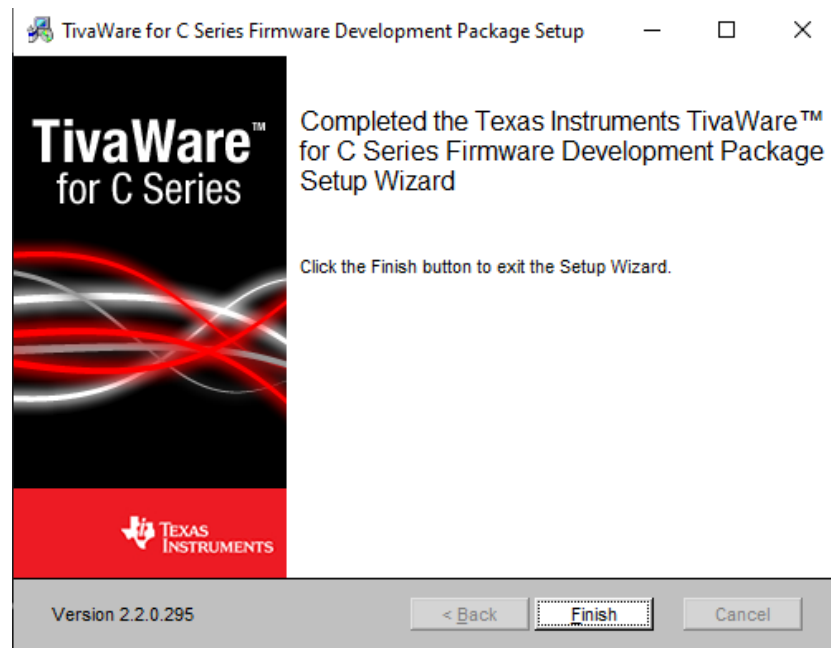 TivaWare for C Series Firmware Development Package Setup
TivaWare™
for C Series
Completed the Texas Instruments TivaWare™
for C Series Firmware Development Package
Setup Wizard
Click the Finish button to exit the Setup Wizard.
TEXAS
INSTRUMENTS
Version 2.2.0.295
< Back
Finish
Cancel